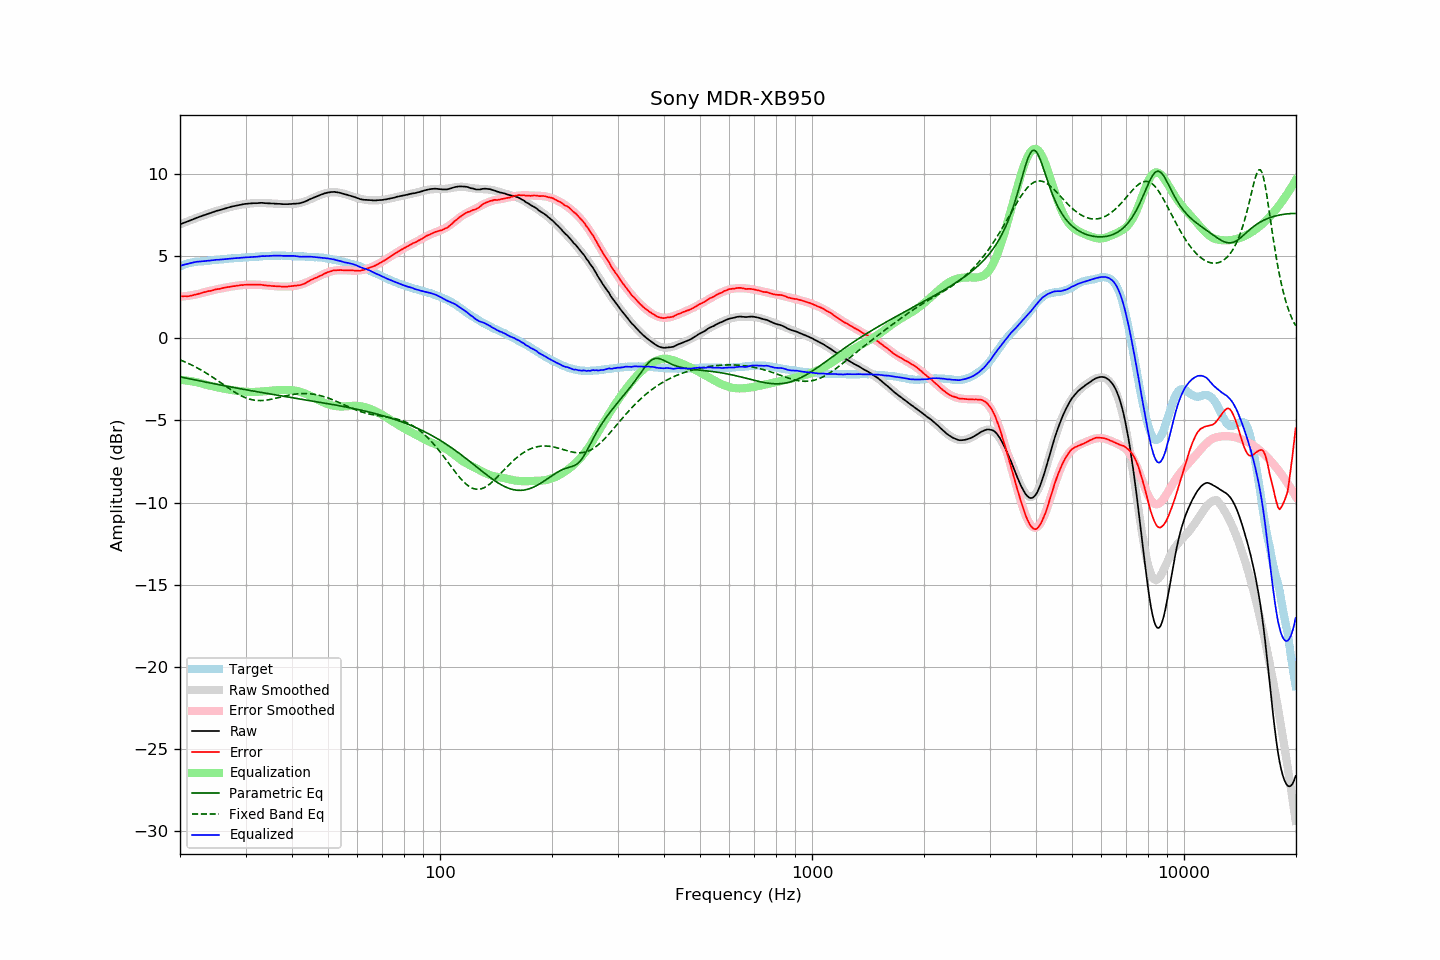 Sony MDR-XB950
10
5
0
−5
−10
−15
−20
−25
−30
Amplitude (dBr)
Target
Raw Smoothed
Error Smoothed
Raw
Error
Equalization
Parametric Eq
Fixed Band Eq
Equalized
100
1000
10000
Frequency (Hz)